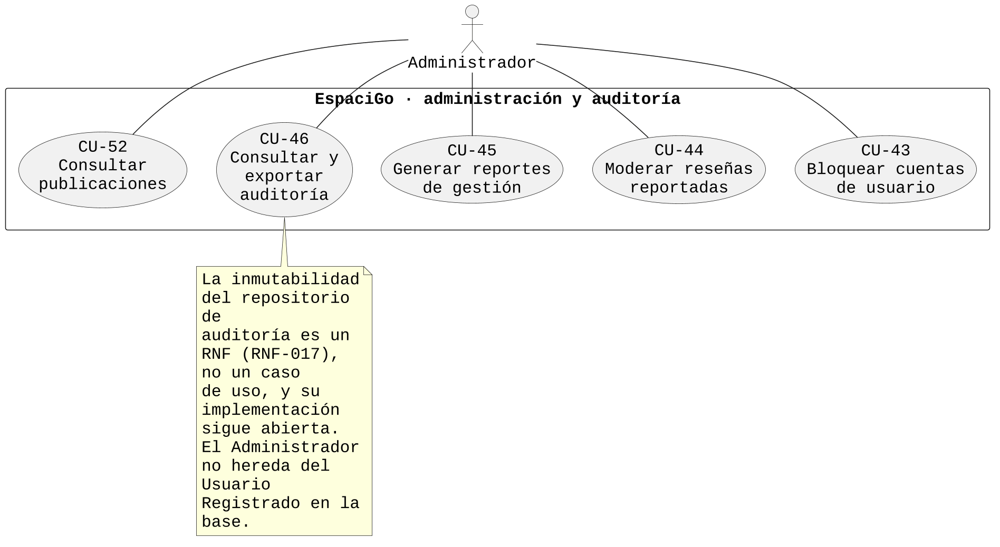 Administrador
EspaciGo · administración y auditoría
CU-52
Consultar
publicaciones
CU-46
Consultar y
exportar
auditoría
CU-45
Generar reportes
de gestión
CU-44
Moderar reseñas
reportadas
CU-43
Bloquear cuentas
de usuario
La inmutabilidad
del repositorio
de
auditoría es un
RNF (RNF-017),
no un caso
de uso, y su
implementación
sigue abierta.
El Administrador
no hereda del
Usuario
Registrado en la
base.